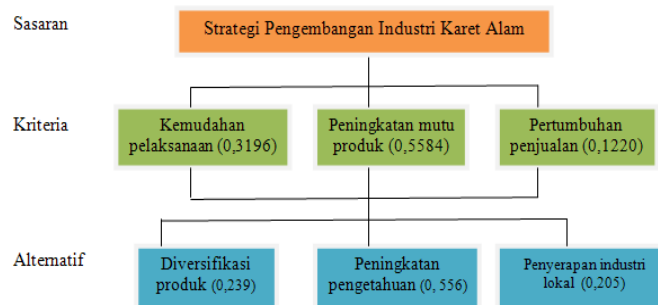 Sasaran
Strategi Pengembangan Industri Karet Alam
Kriteria
Kemudahan
pelaksanaan (0,3196)
Peningkatan mutu
produk (0,5584)
Pertumbuhan
penjualan (0,1220)
Alternatif
Diversifikasi
produk (0,239)
Peningkatan
pengetahuan (0, 556)
Penyerapan industri
lokal (0,205)